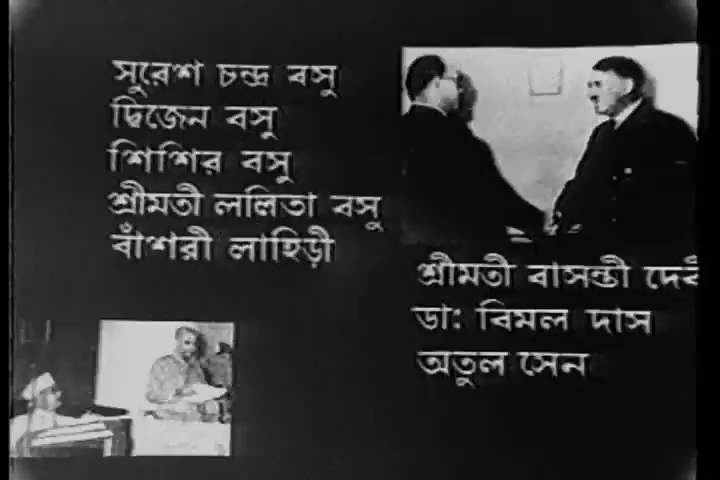 সুরেশ চন্দ্র বসু
দ্বিজেন বসু
শিশির বসু
শ্রীমতী ললিতা বসু
বাঁশরী লাহিড়ী
শ্রীমতী বাসন্তী দেবী
ডাঃ বিমল দাস
অতুল সেন